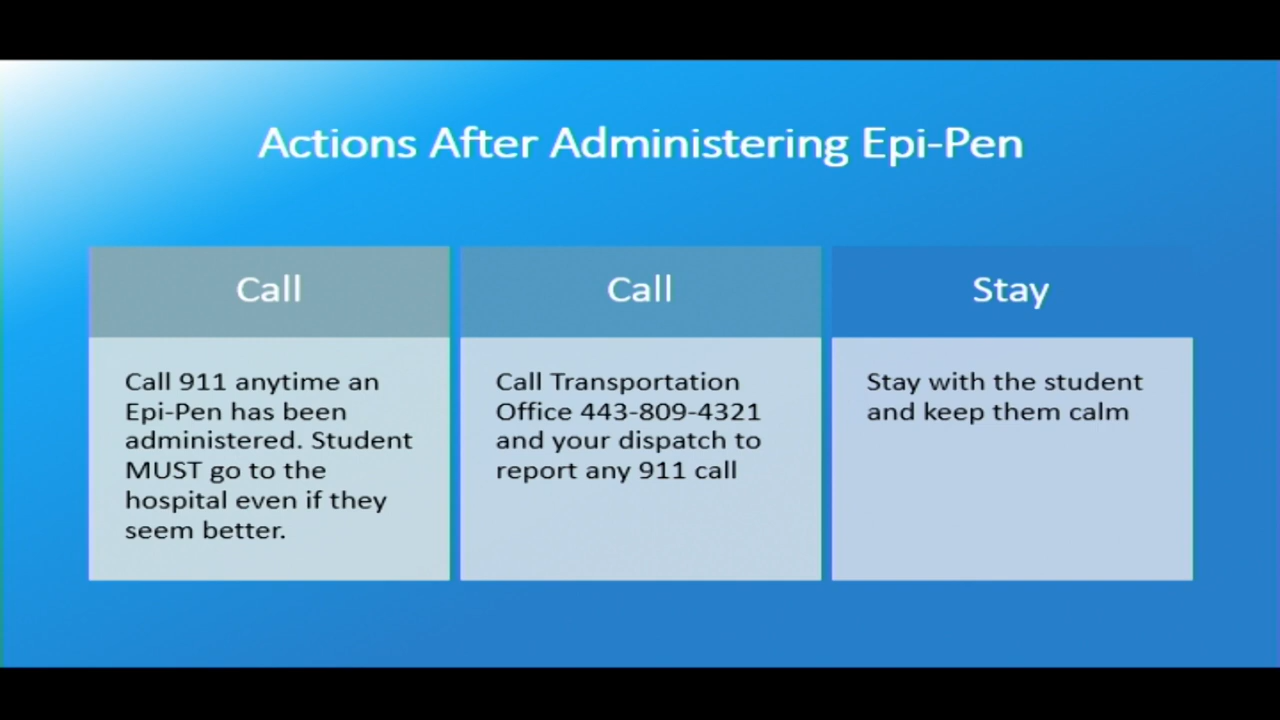 Actions After Administering Epi-Pen
Call
Call 911 anytime an
Epi-Pen has been
administered. Student
MUST go to the
hospital even if they
seem better.
Call
Call Transportation
Office 443-809-4321
and your dispatch to
report any 911 call
Stay
Stay with the student
and keep them calm